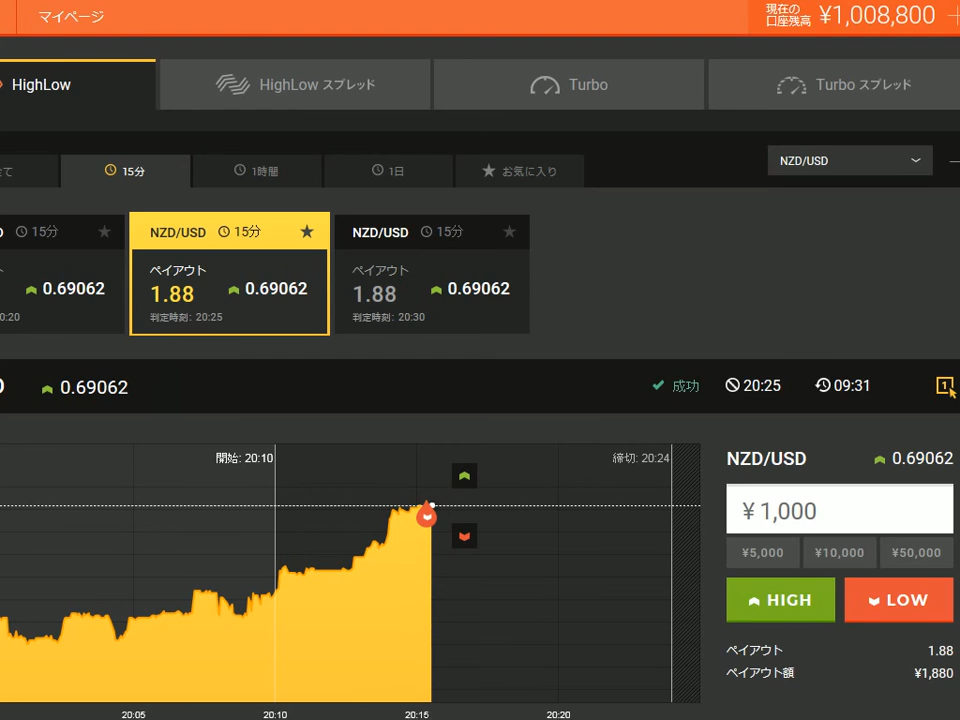 マイページ
現在の
口座残高
¥1,008,800
HighLow
HighLow スプレッド
Turbo
Turbo スプレッド
て
15分
1時間
1日
お気に入り
NZD/USD
15分
NZD/USD 15分
NZD/USD 15分
ペイアウト
ペイアウト
0.69062
1.88
0.69062
1.88
0.69062
0:20
判定時刻: 20:25
判定時刻: 20:30
0.69062
成功
20:25
09:31
1
開始: 20:10
締切: 20:24
NZD/USD
0.69062
¥1,000
¥5,000
¥10,000
¥50,000
HIGH
LOW
ペイアウト
1.88
ペイアウト額
¥1,880
20:05
20:10
20:15
20:20